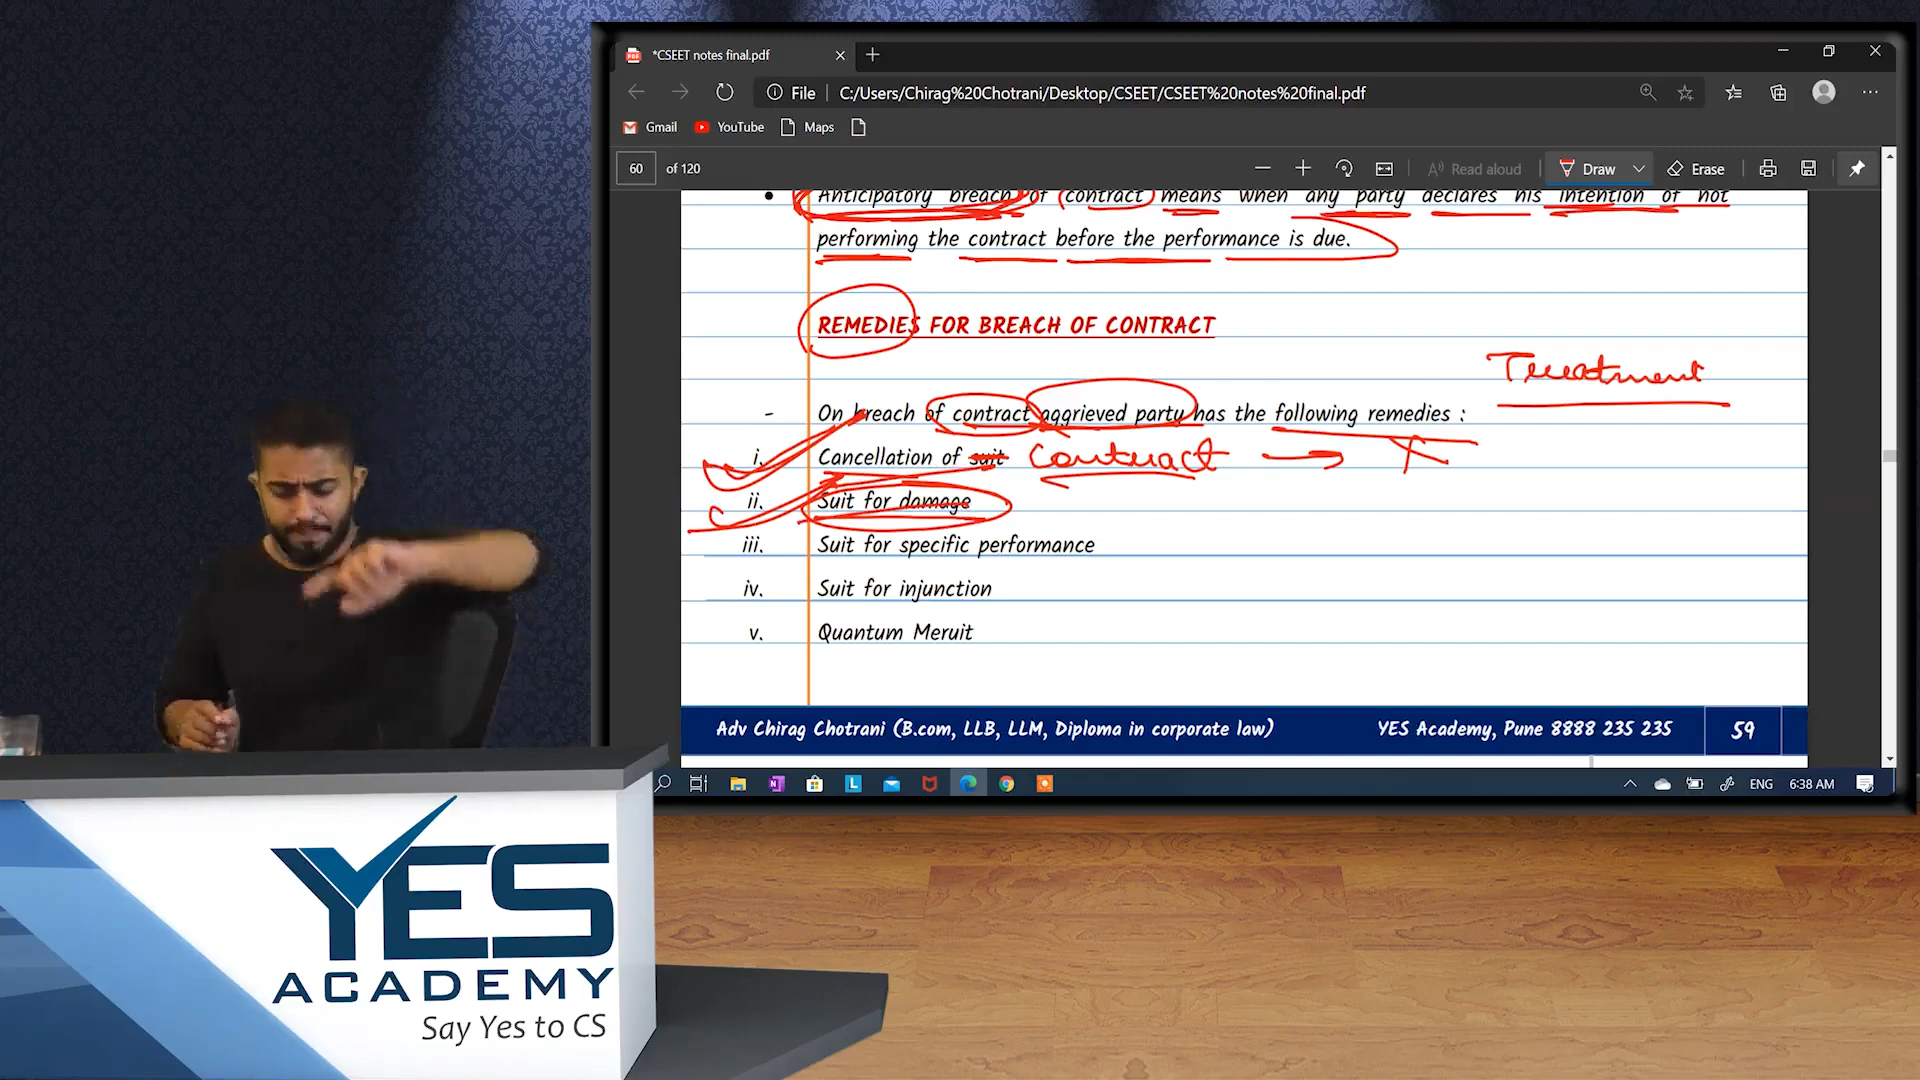 *CSEET notes final.pdf
File C:/Users/Chirag%20Chotrani/Desktop/CSEET/CSEET%20notes%20final.pdf
Gmail YouTube Maps
60 of 120 Read aloud Draw Erase
Anticipatory breach of contract means when any party declares his intention of not
performing the contract before the performance is due.
REMEDIES FOR BREACH OF CONTRACT
Treatment
- On breach of contract aggrieved party has the following remedies :
i. Cancellation of suit Contract → X
ii. Suit for damage
iii. Suit for specific performance
iv. Suit for injunction
v. Quantum Meruit
Adv Chirag Chotrani (B.com, LLB, LLM, Diploma in corporate law) YES Academy, Pune 8888 235 235 59
ENG 6:38 AM
YES
ACADEMY
Say Yes to CS